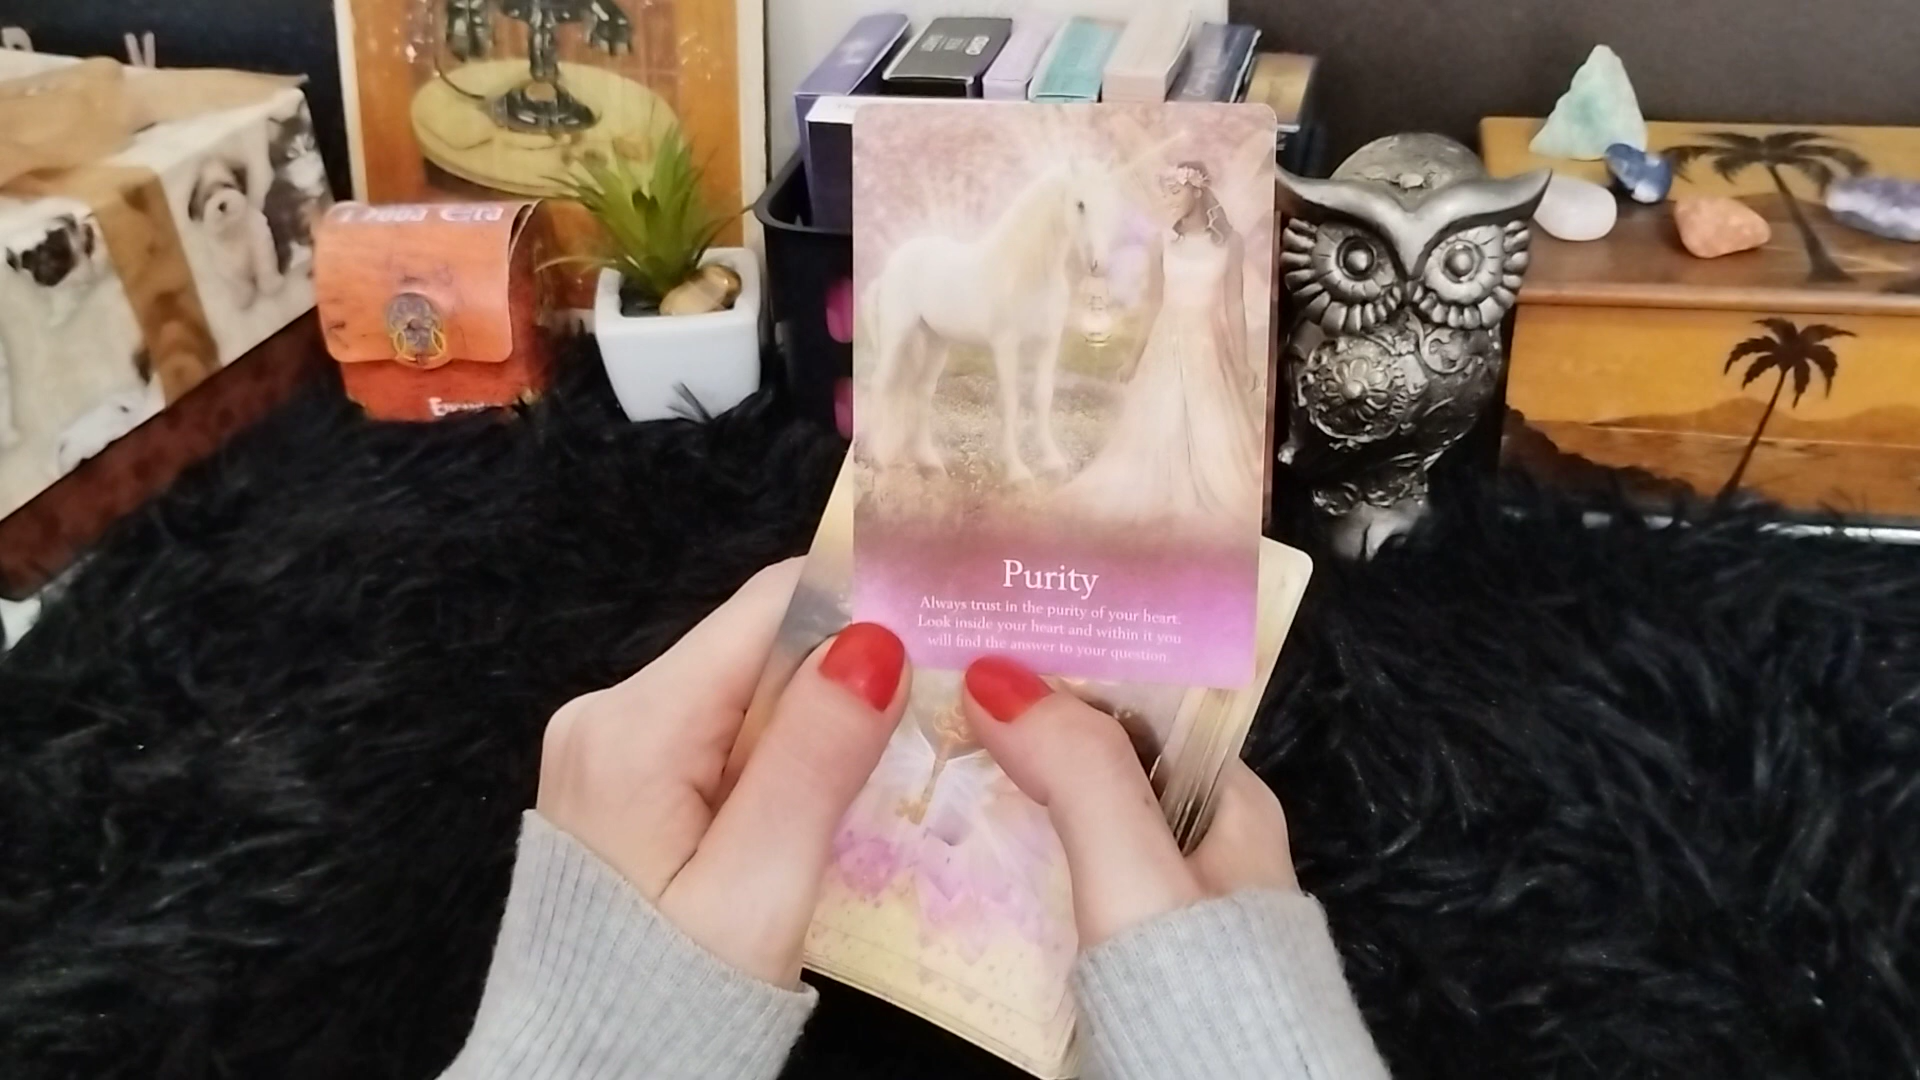 Purity
Always trust in the purity of your heart.
Look inside your heart and within it you
will find the answer to your question.